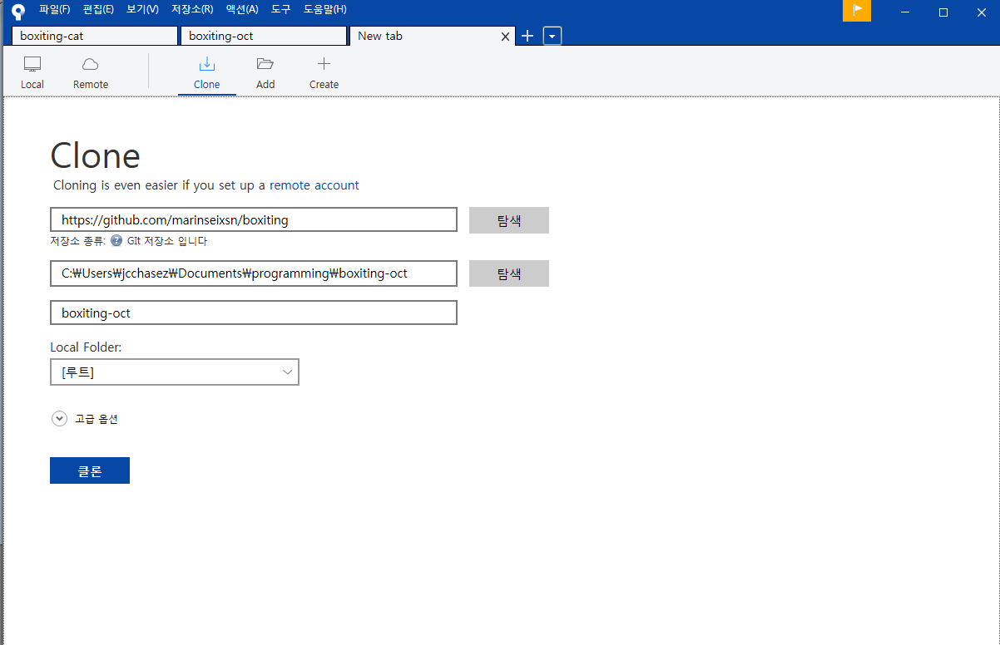 파일(F) 편집(E) 보기(V) 저장소(R) 액션(A) 도구 도움말(H)
boxiting-cat boxiting-oct New tab
Local Remote Clone Add Create
Clone
Cloning is even easier if you set up a remote account
https://github.com/marinseixsn/boxiting 탐색
저장소 종류: ? Git 저장소 입니다
C:₩Users₩jcchasez₩Documents₩programming₩boxiting-oct 탐색
boxiting-oct
Local Folder:
[루트]
고급 옵션
클론